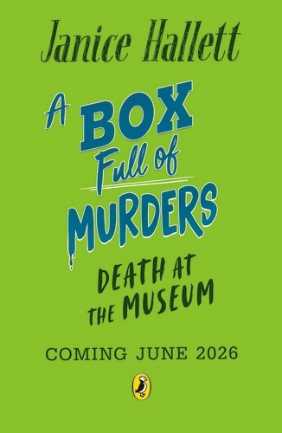 Janice Hallett
A BOX
Full of
MURDERS
DEATH AT
THE MUSEUM
COMING JUNE 2026